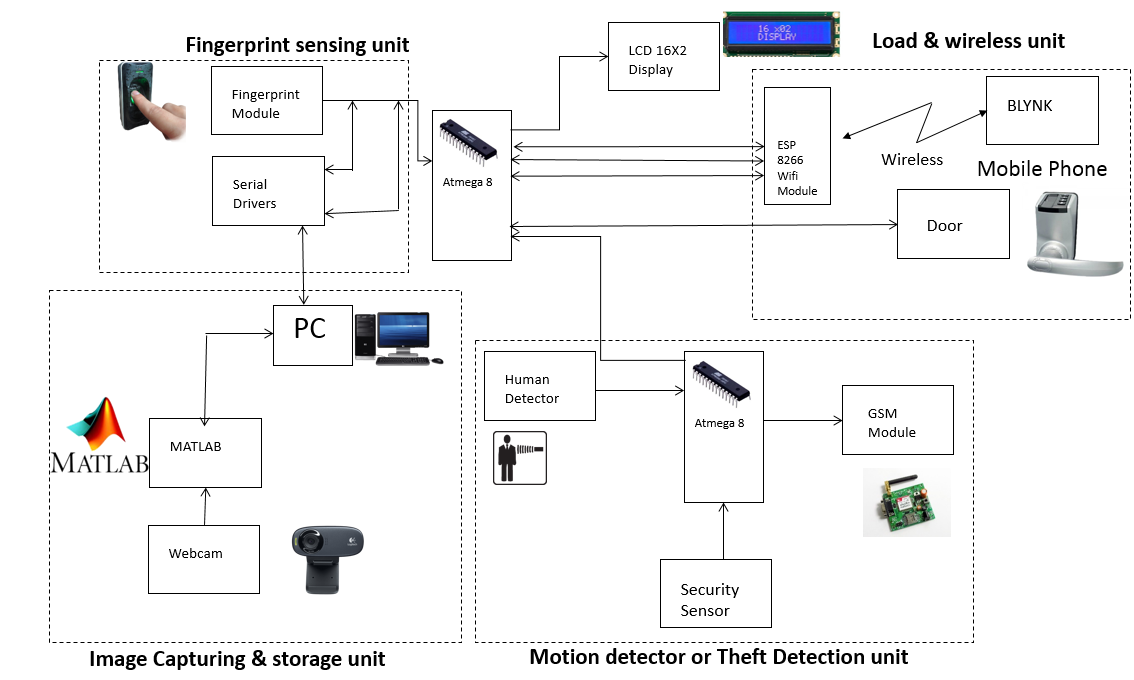 Fingerprint sensing unit
Fingerprint
Module
Serial
Drivers
Atmega 8
LCD 16X2
Display
16 x02
DISPLAY
Load & wireless unit
ESP
8266
Wifi
Module
Wireless
BLYNK
Mobile Phone
Door
PC
MATLAB
MATLAB
Webcam
Image Capturing & storage unit
Human
Detector
Atmega 8
GSM
Module
Security
Sensor
Motion detector or Theft Detection unit